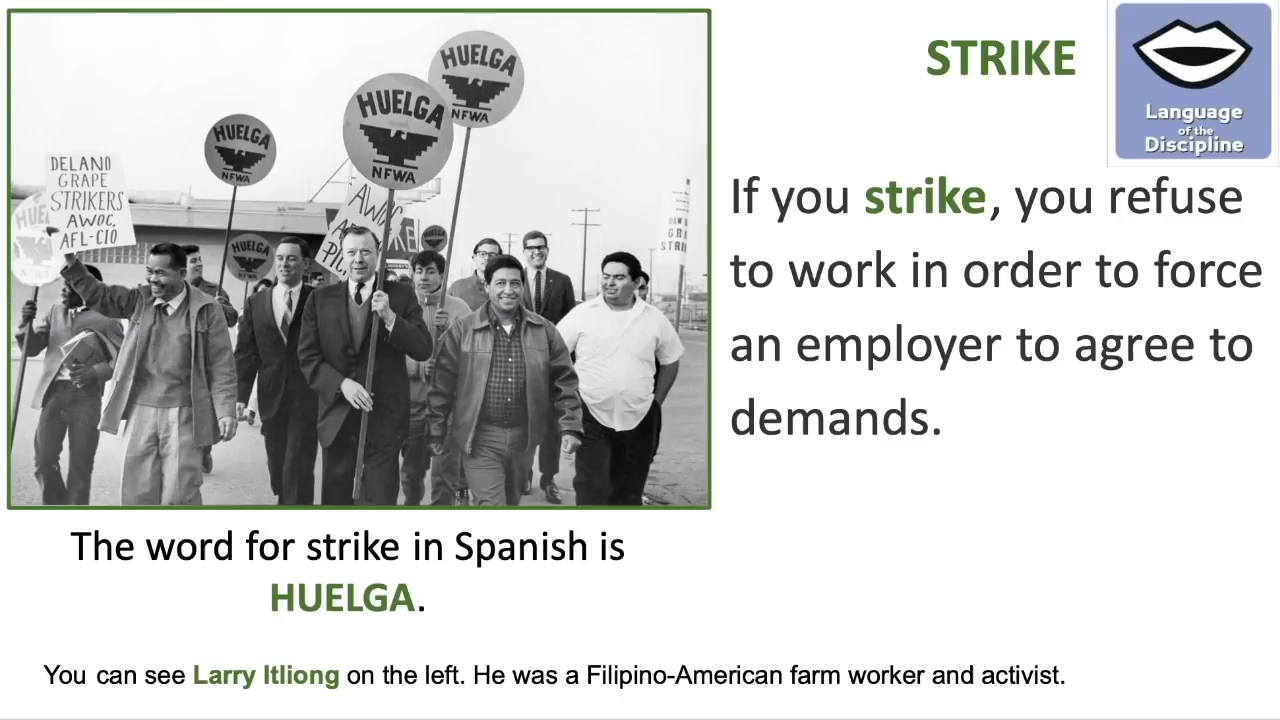 STRIKE
Language
of the
Discipline
HUELGA
NFWA
HUELGA
NFWA
HUELGA
NFWA
DELANO
GRAPE
STRIKERS
AWOC,
AFL-CIO
HUELGA
AWOC
If you strike, you refuse
to work in order to force
an employer to agree to
demands.
The word for strike in Spanish is
HUELGA.
You can see Larry Itliong on the left. He was a Filipino-American farm worker and activist.